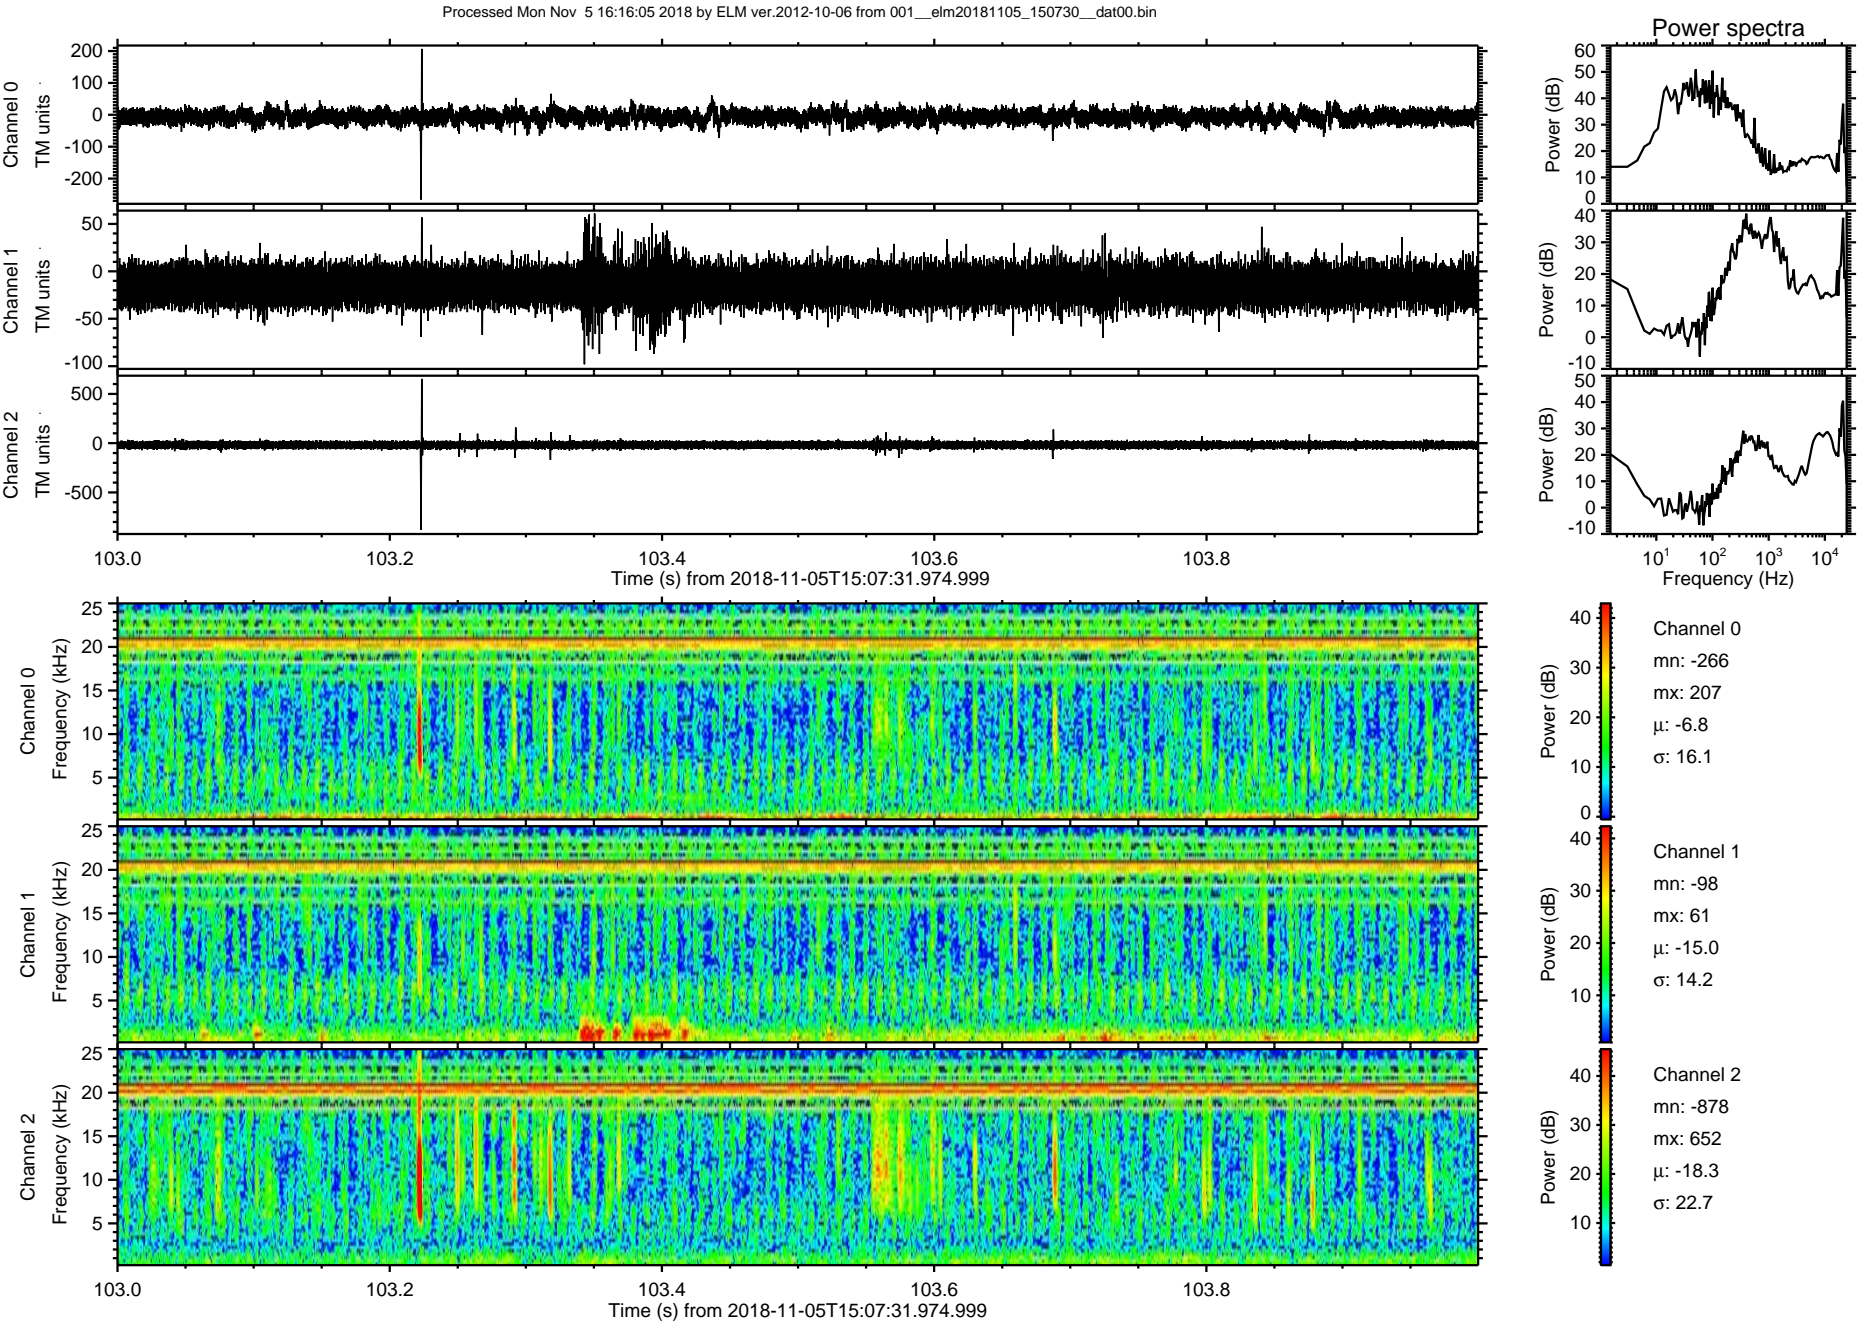 Processed Mon Nov  5 16:16:05 2018 by ELM ver.2012-10-06 from 001__elm20181105_150730__dat00.bin
Power spectra
Channel 0
TM units
200
100
0
-100
-200
Power (dB)
60
50
40
30
20
10
0
Channel 1
TM units
50
0
-50
-100
Power (dB)
40
30
20
10
0
-10
Channel 2
TM units
500
0
-500
Power (dB)
50
40
30
20
10
0
-10
103.0 103.2 103.4 103.6 103.8
Time (s) from 2018-11-05T15:07:31.974.999
10¹ 10² 10³ 10⁴
Frequency (Hz)
Channel 0
Frequency (kHz)
25
20
15
10
5
Power (dB)
40
30
20
10
0
Channel 0
mn: -266
mx: 207
μ: -6.8
σ: 16.1
Channel 1
Frequency (kHz)
25
20
15
10
5
Power (dB)
40
30
20
10
Channel 1
mn: -98
mx: 61
μ: -15.0
σ: 14.2
Channel 2
Frequency (kHz)
25
20
15
10
5
Power (dB)
40
30
20
10
Channel 2
mn: -878
mx: 652
μ: -18.3
σ: 22.7
103.0 103.2 103.4 103.6 103.8
Time (s) from 2018-11-05T15:07:31.974.999